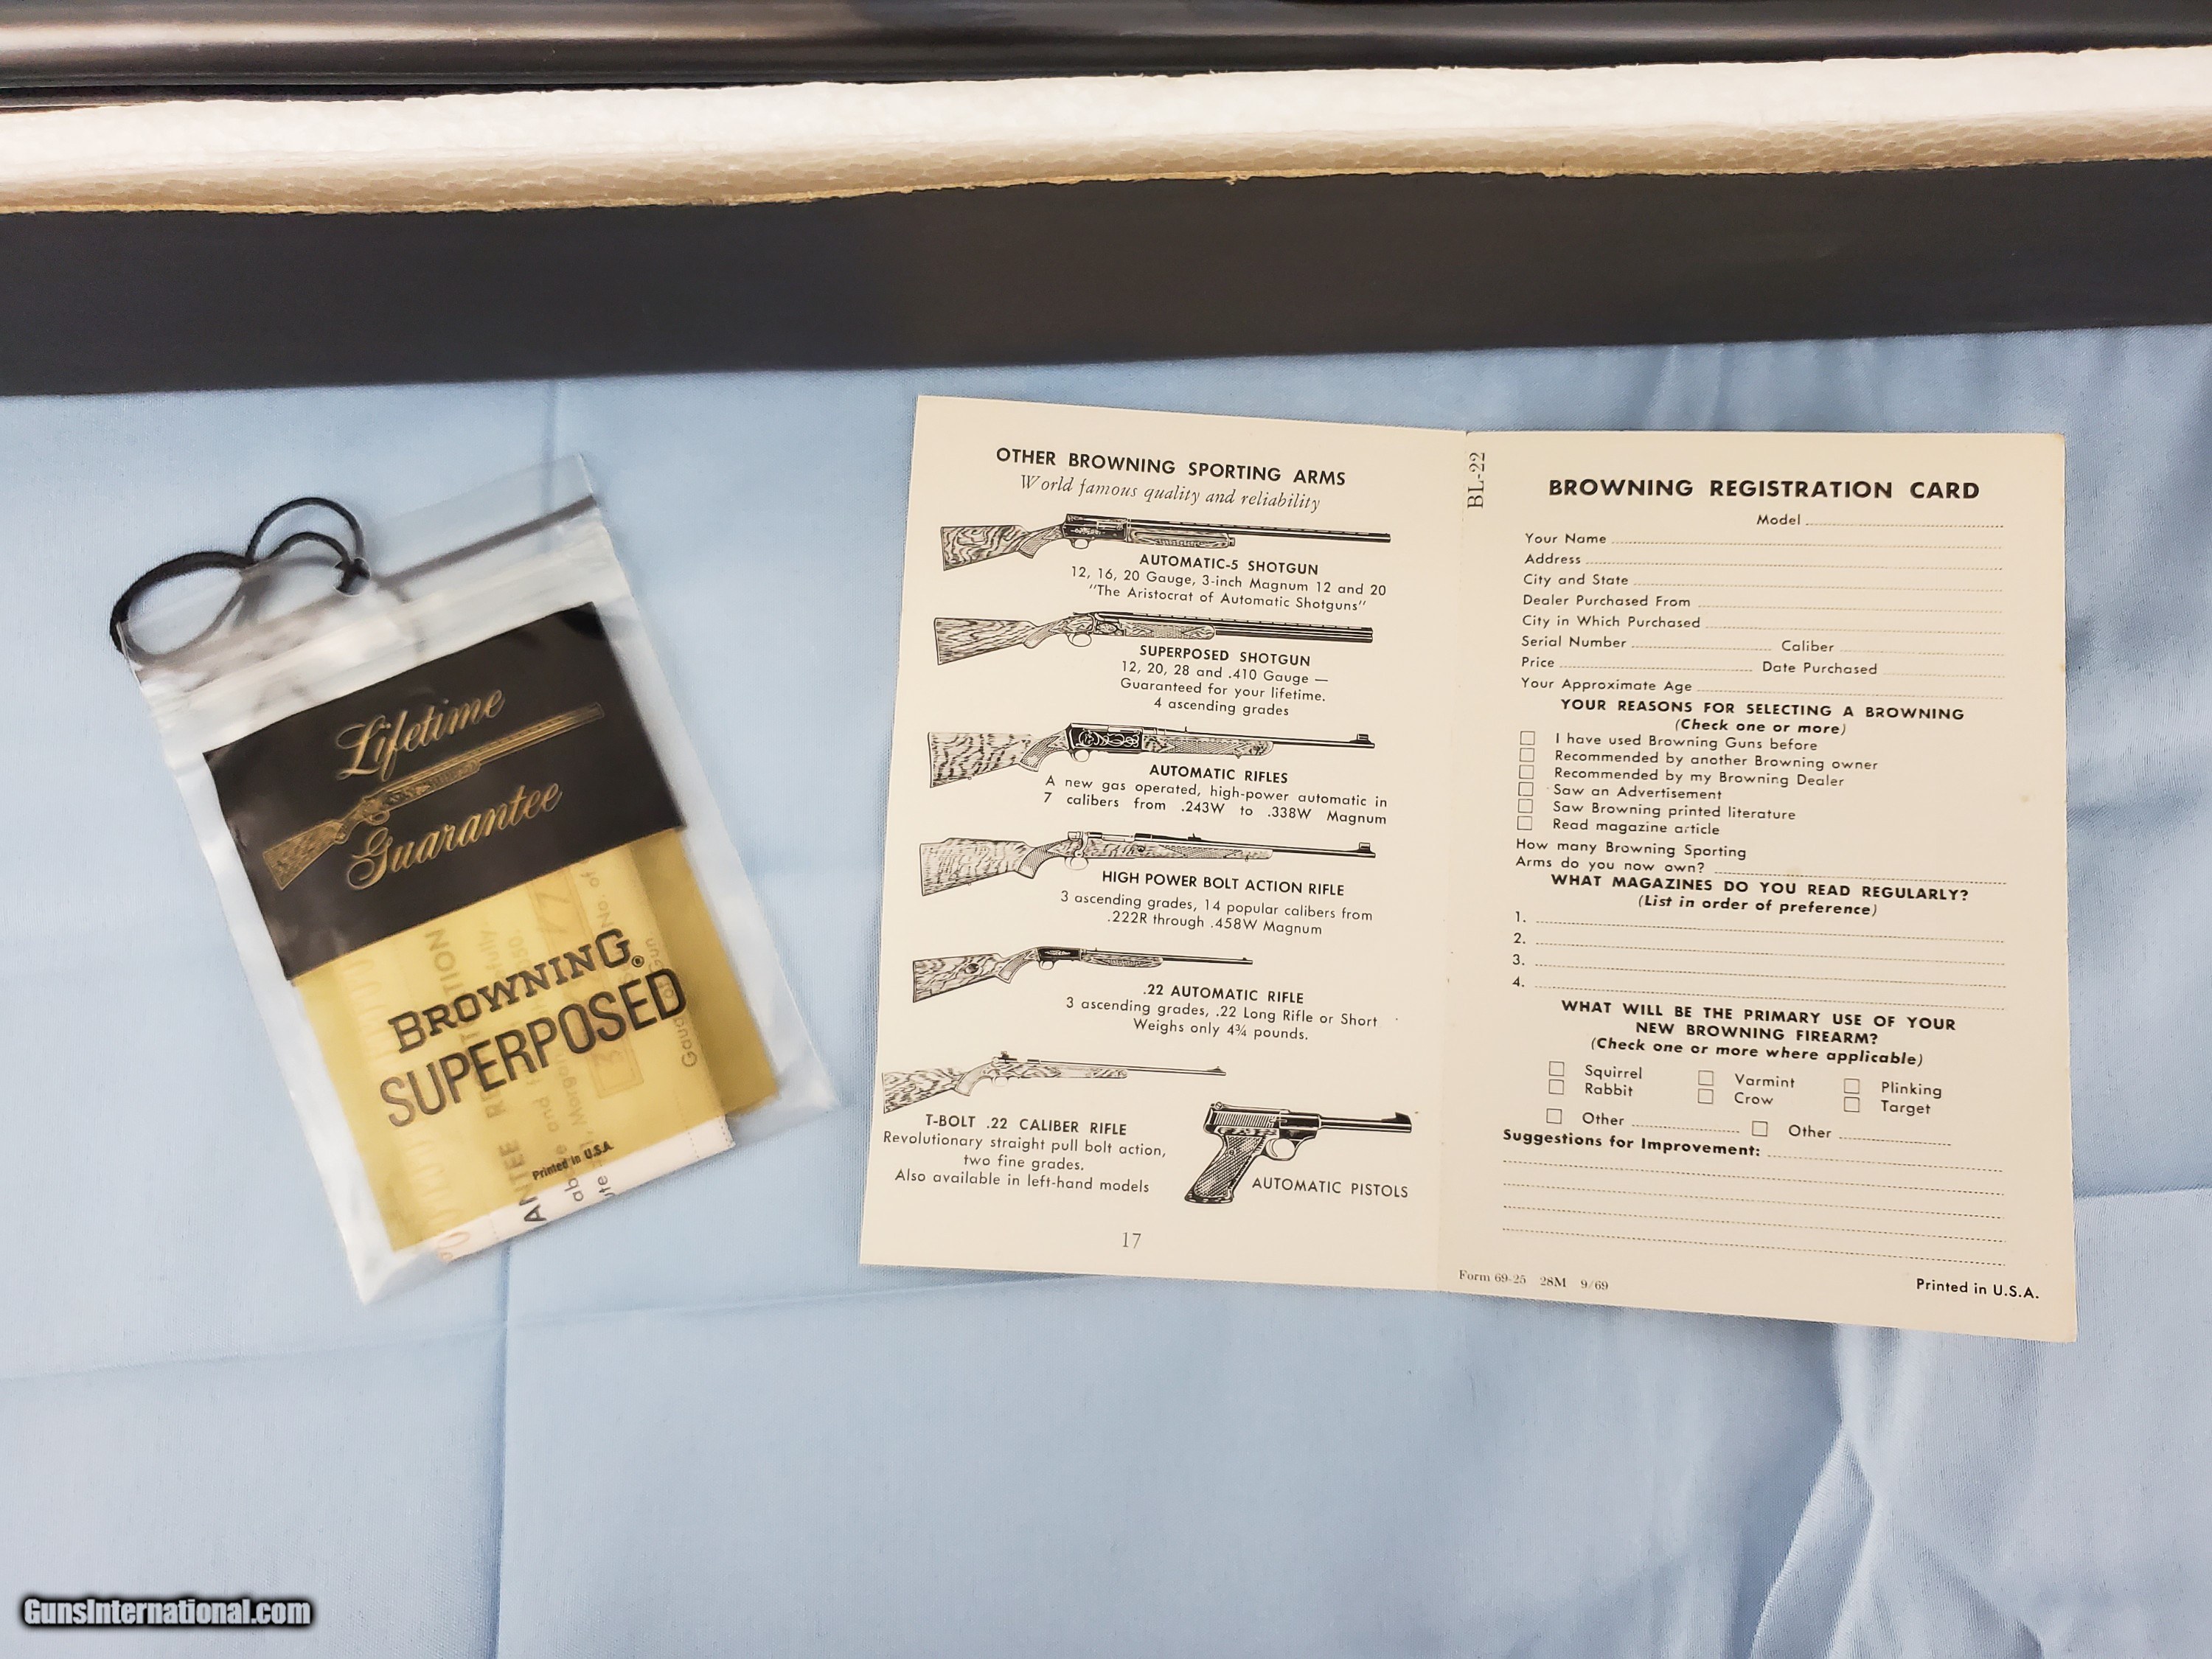 Lifetime
Guarantee
BROWNING®
SUPERPOSED
Printed in U.S.A.
OTHER BROWNING SPORTING ARMS
World famous quality and reliability
AUTOMATIC-5 SHOTGUN
12, 16, 20 Gauge, 3-inch Magnum 12 and 20
"The Aristocrat of Automatic Shotguns"
SUPERPOSED SHOTGUN
12, 20, 28 and .410 Gauge —
Guaranteed for your lifetime.
4 ascending grades
AUTOMATIC RIFLES
A new gas operated, high-power automatic in
7 calibers from .243W to .338W Magnum
HIGH POWER BOLT ACTION RIFLE
3 ascending grades, 14 popular calibers from
.222R through .458W Magnum
.22 AUTOMATIC RIFLE
3 ascending grades, .22 Long Rifle or Short
Weighs only 4¾ pounds.
T-BOLT .22 CALIBER RIFLE
Revolutionary straight pull bolt action,
two fine grades.
Also available in left-hand models
AUTOMATIC PISTOLS
17
BL-22
BROWNING REGISTRATION CARD
Model
Your Name
Address
City and State
Dealer Purchased From
City in Which Purchased
Serial Number Caliber
Price Date Purchased
Your Approximate Age
YOUR REASONS FOR SELECTING A BROWNING
(Check one or more)
I have used Browning Guns before
Recommended by another Browning owner
Recommended by my Browning Dealer
Saw an Advertisement
Saw Browning printed literature
Read magazine article
How many Browning Sporting
Arms do you now own?
WHAT MAGAZINES DO YOU READ REGULARLY?
(List in order of preference)
1.
2.
3.
4.
WHAT WILL BE THE PRIMARY USE OF YOUR
NEW BROWNING FIREARM?
(Check one or more where applicable)
Squirrel Varmint Plinking
Rabbit Crow Target
Other Other
Suggestions for Improvement:
Form 69-25 28M 9/69
Printed in U.S.A.
GunsInternational.com